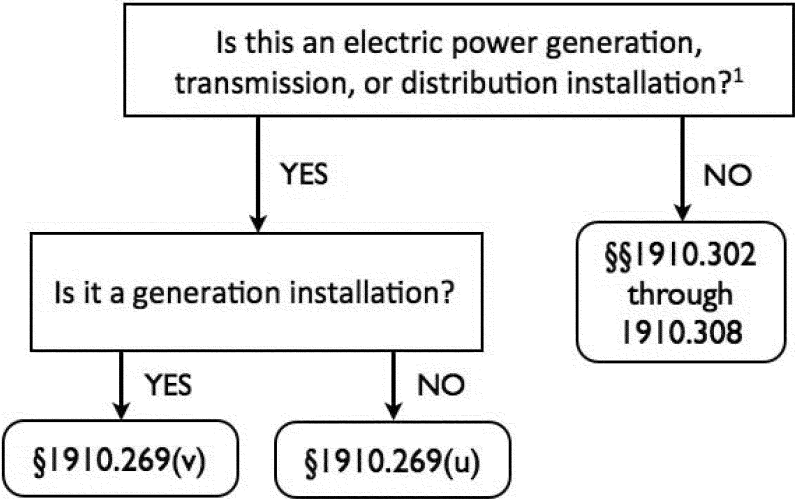 Is this an electric power generation,
transmission, or distribution installation?¹
YES
NO
§§1910.302
through
1910.308
Is it a generation installation?
YES
NO
§1910.269(v)
§1910.269(u)